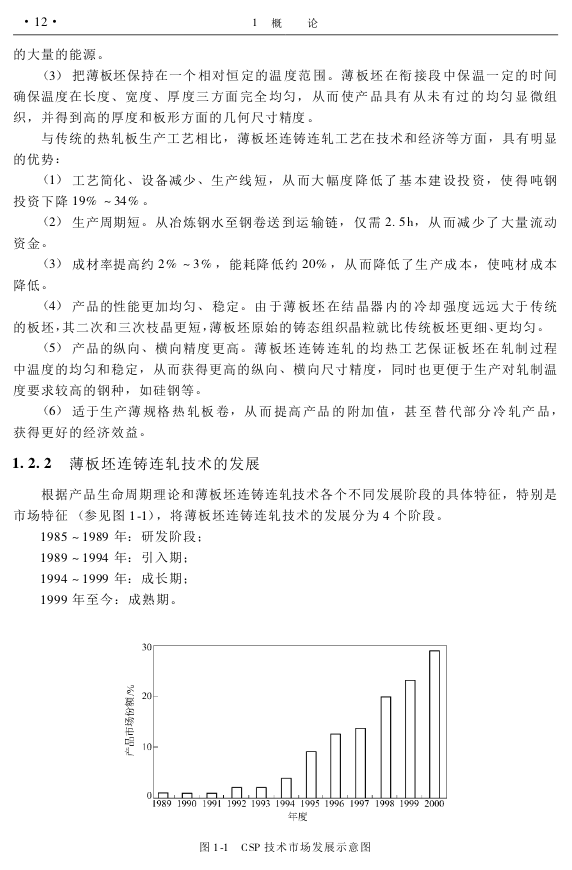 ·12·    1 概 论
的大量的能源。
(3) 把薄板坯保持在一个相对恒定的温度范围。薄板坯在衔接段中保温一定的时间
确保温度在长度、宽度、厚度三方面完全均匀，从而使产品具有从未有过的均匀显微组
织，并得到高的厚度和板形方面的几何尺寸精度。
与传统的热轧板生产工艺相比，薄板坯连铸连轧工艺在技术和经济等方面，具有明显
的优势：
(1) 工艺简化、设备减少、生产线短，从而大幅度降低了基本建设投资，使得吨钢
投资下降 19% ~34%。
(2) 生产周期短。从冶炼钢水至钢卷送到运输链，仅需 2.5h，从而减少了大量流动
资金。
(3) 成材率提高约 2% ~3%，能耗降低约 20%，从而降低了生产成本，使吨材成本
降低。
(4) 产品的性能更加均匀、稳定。由于薄板坯在结晶器内的冷却强度远远大于传统
的板坯，其二次和三次枝晶更短，薄板坯原始的铸态组织晶粒就比传统板坯更细、更均匀。
(5) 产品的纵向、横向精度更高。薄板坯连铸连轧的均热工艺保证板坯在轧制过程
中温度的均匀和稳定，从而获得更高的纵向、横向尺寸精度，同时也更便于生产对轧制温
度要求较高的钢种，如硅钢等。
(6) 适于生产薄规格热轧板卷，从而提高产品的附加值，甚至替代部分冷轧产品，
获得更好的经济效益。
1.2.2 薄板坯连铸连轧技术的发展
根据产品生命周期理论和薄板坯连铸连轧技术各个不同发展阶段的具体特征，特别是
市场特征（参见图 1-1），将薄板坯连铸连轧技术的发展分为 4 个阶段。
1985 ~ 1989 年：研发阶段；
1989 ~ 1994 年：引入期；
1994 ~ 1999 年：成长期；
1999 年至今：成熟期。
30
20
10
0
产品市场份额/%
1989 1990 1991 1992 1993 1994 1995 1996 1997 1998 1999 2000
年度
图 1-1 CSP 技术市场发展示意图